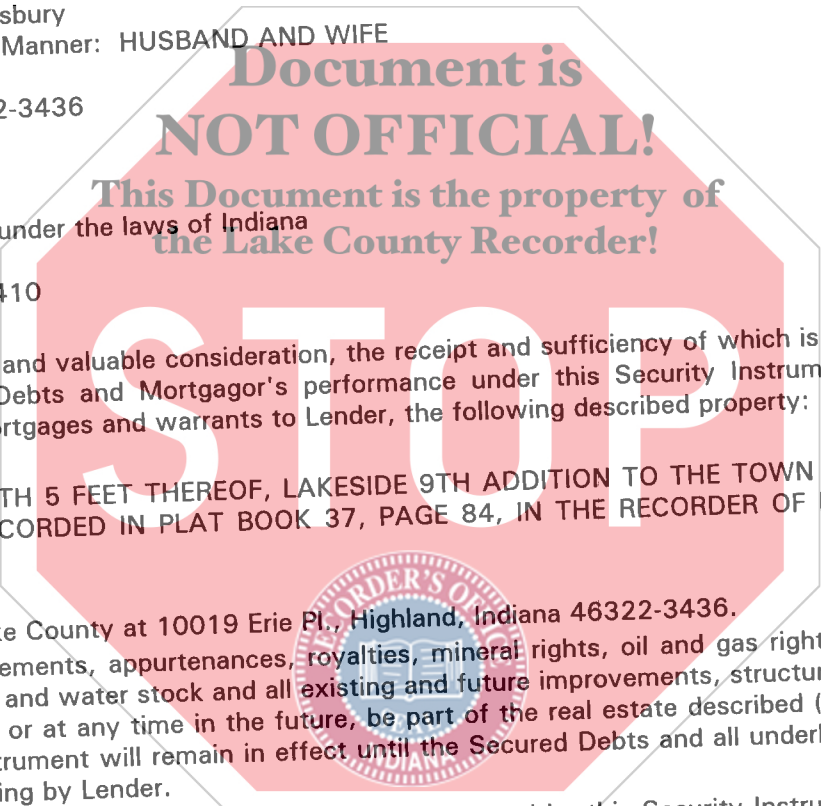 sbury
Manner: HUSBAND AND WIFE
Document is
2-3436
NOT OFFICIAL!
This Document is the property of
under the laws of Indiana
the Lake County Recorder!
410
and valuable consideration, the receipt and sufficiency of which is
Debts and Mortgagor's performance under this Security Instrum
rtgages and warrants to Lender, the following described property:
STOP
TH 5 FEET THEREOF, LAKESIDE 9TH ADDITION TO THE TOWN
CORDED IN PLAT BOOK 37, PAGE 84, IN THE RECORDER OF
RECORDER'S OFFICE
ke County at 10019 Erie Pl., Highland, Indiana 46322-3436.
ements, appurtenances, royalties, mineral rights, oil and gas right
and water stock and all existing and future improvements, structu
or at any time in the future, be part of the real estate described (
strument will remain in effect until the Secured Debts and all under
INDIANA
ing by Lender.
this Security Instru